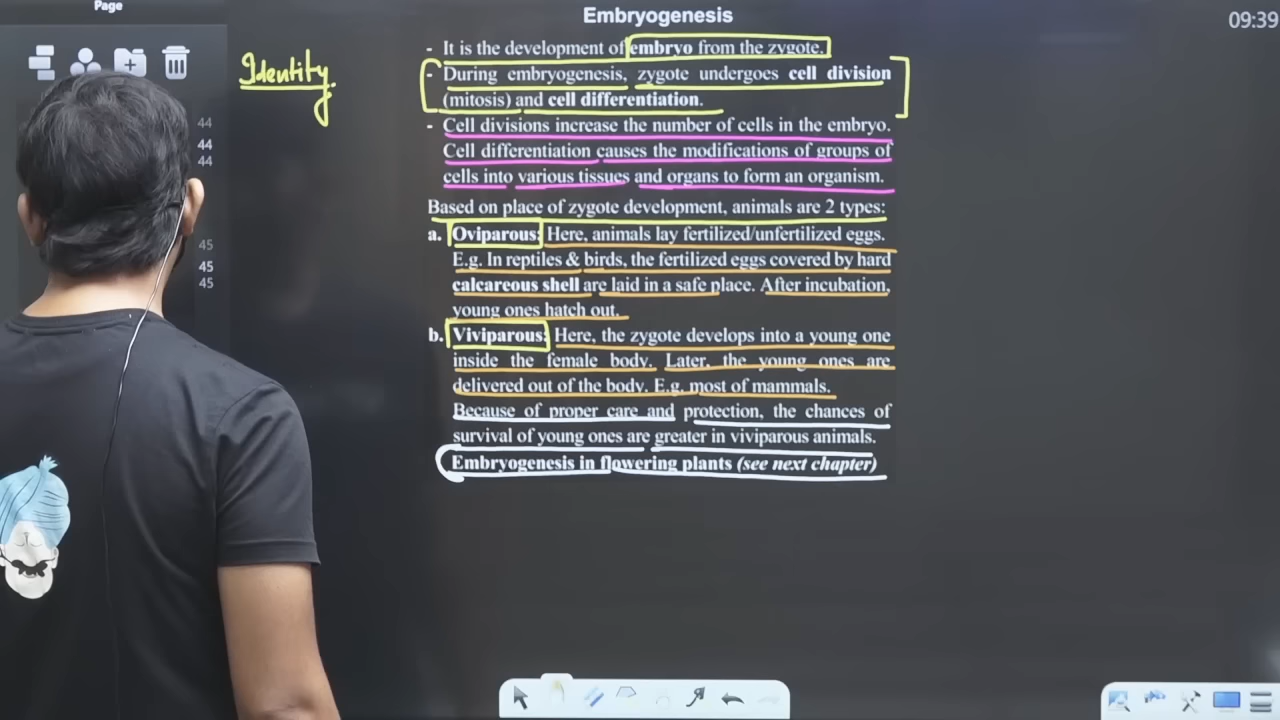 Page
Embryogenesis
09:39
Identity
- It is the development of embryo from the zygote.
- During embryogenesis, zygote undergoes cell division
(mitosis) and cell differentiation.
- Cell divisions increase the number of cells in the embryo.
Cell differentiation causes the modifications of groups of
cells into various tissues and organs to form an organism.
Based on place of zygote development, animals are 2 types:
a. Oviparous: Here, animals lay fertilized/unfertilized eggs.
E.g. In reptiles & birds, the fertilized eggs covered by hard
calcareous shell are laid in a safe place. After incubation,
young ones hatch out.
b. Viviparous: Here, the zygote develops into a young one
inside the female body. Later, the young ones are
delivered out of the body. E.g. most of mammals.
Because of proper care and protection, the chances of
survival of young ones are greater in viviparous animals.
Embryogenesis in flowering plants (see next chapter)
44
44
44
45
45
45